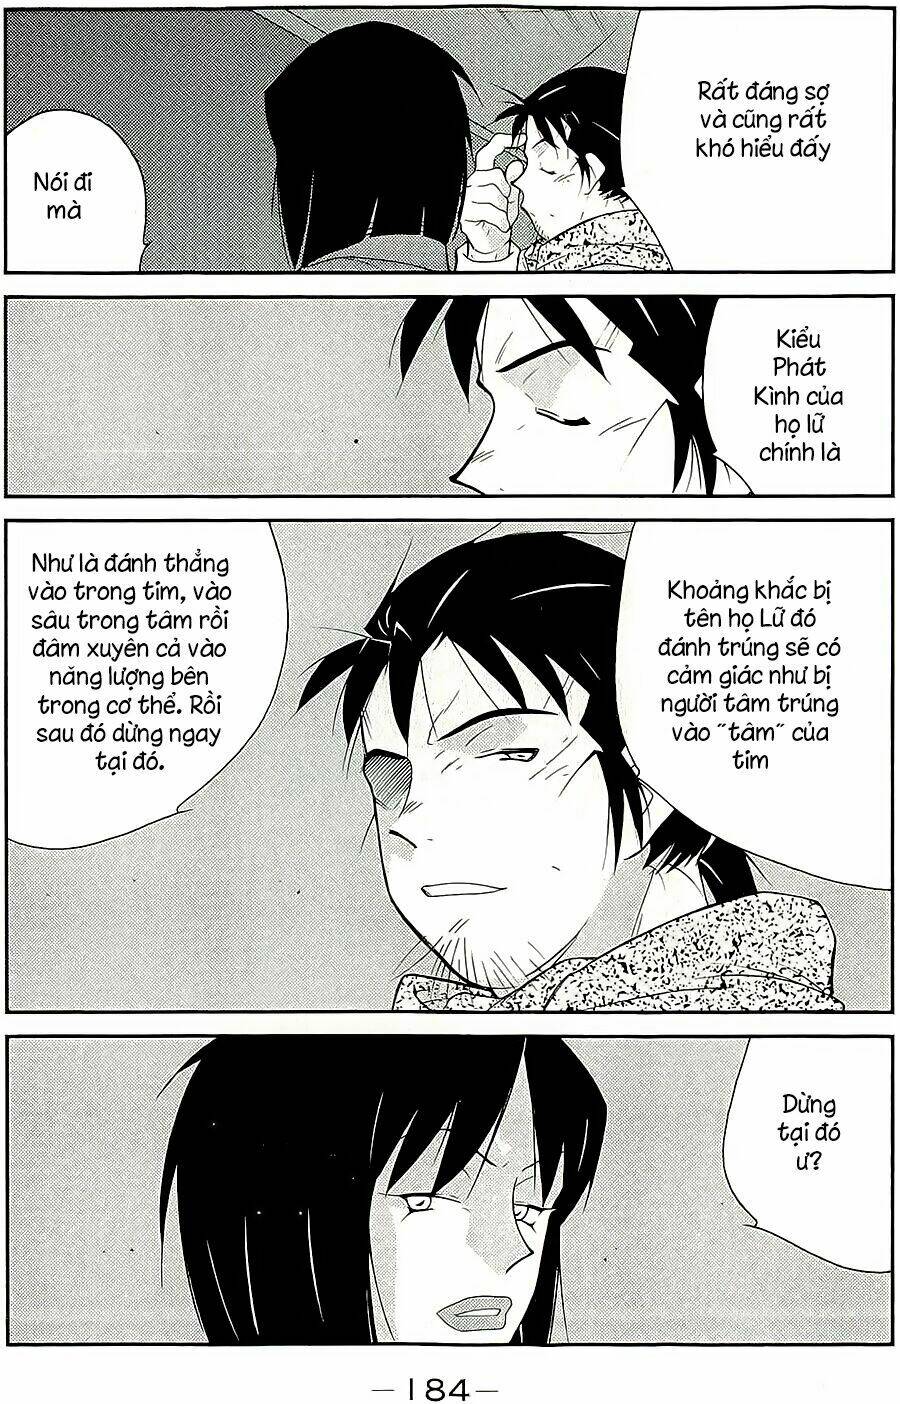 Rất đáng sợ
và cũng rất
khó hiểu đấy
Nói đi
mà
Kiểu
Phát
Kình của
họ lữ
chính là
Khoảng khắc bị
tên họ Lữ đó
đánh trúng sẽ có
cảm giác như bị
người tâm trúng
vào "tâm" của
tim
Như là đánh thẳng
vào trong tim, vào
sâu trong tâm rồi
đâm xuyên cả vào
năng lượng bên
trong cơ thể. Rồi
sau đó dừng ngay
tại đó.
Dừng
tại đó
ư?
- 184 -